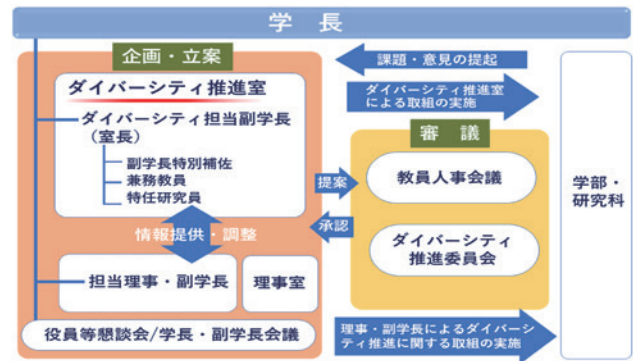 学 長
企画・立案
ダイバーシティ推進室
ダイバーシティ担当副学長
（室長）
副学長特別補佐
兼務教員
特任研究員
情報提供・調整
担当理事・副学長
理事室
役員等懇談会/学長・副学長会議
課題・意見の提起
ダイバーシティ推進室
による取組の実施
提案
承認
審 議
教員人事会議
ダイバーシティ
推進委員会
理事・副学長によるダイバーシ
ティ推進に関する取組の実施
学部・
研究科